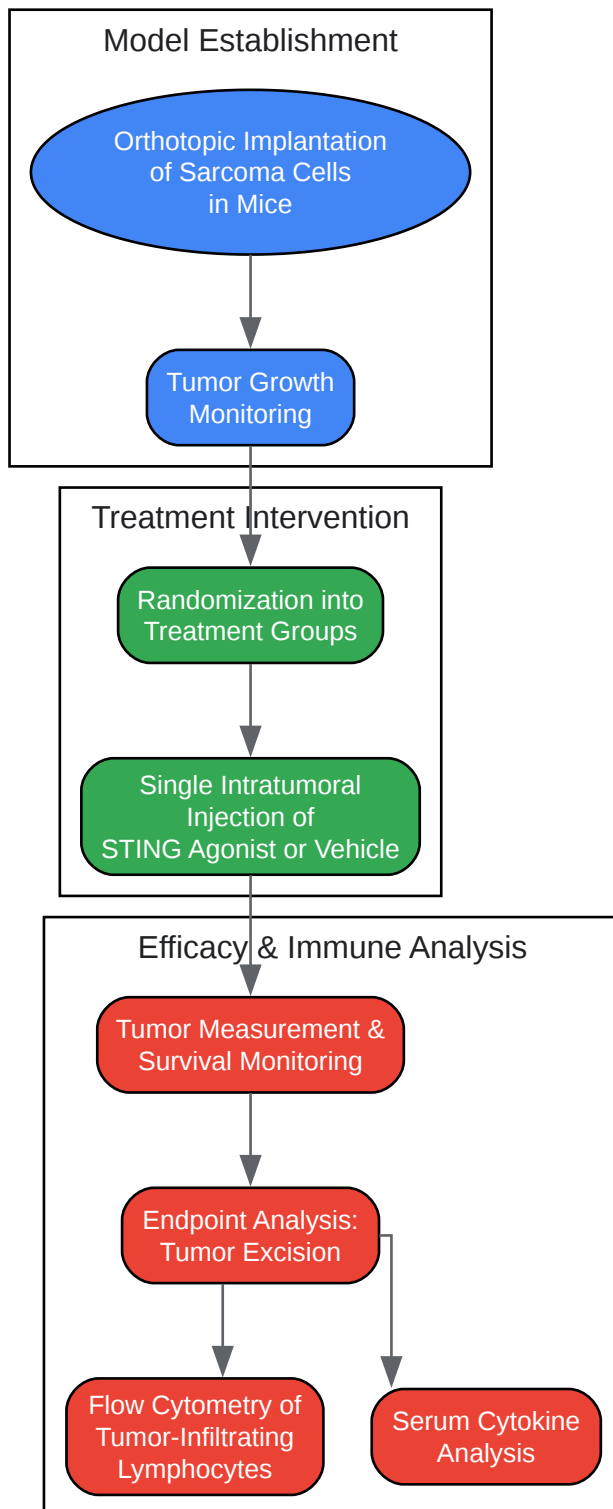 Model Establishment
Orthotopic Implantation
of Sarcoma Cells
in Mice
Tumor Growth
Monitoring
Treatment Intervention
Randomization into
Treatment Groups
Single Intratumoral
Injection of
STING Agonist or Vehicle
Efficacy & Immune Analysis
Tumor Measurement &
Survival Monitoring
Endpoint Analysis:
Tumor Excision
Flow Cytometry of
Tumor-Infiltrating
Lymphocytes
Serum Cytokine
Analysis